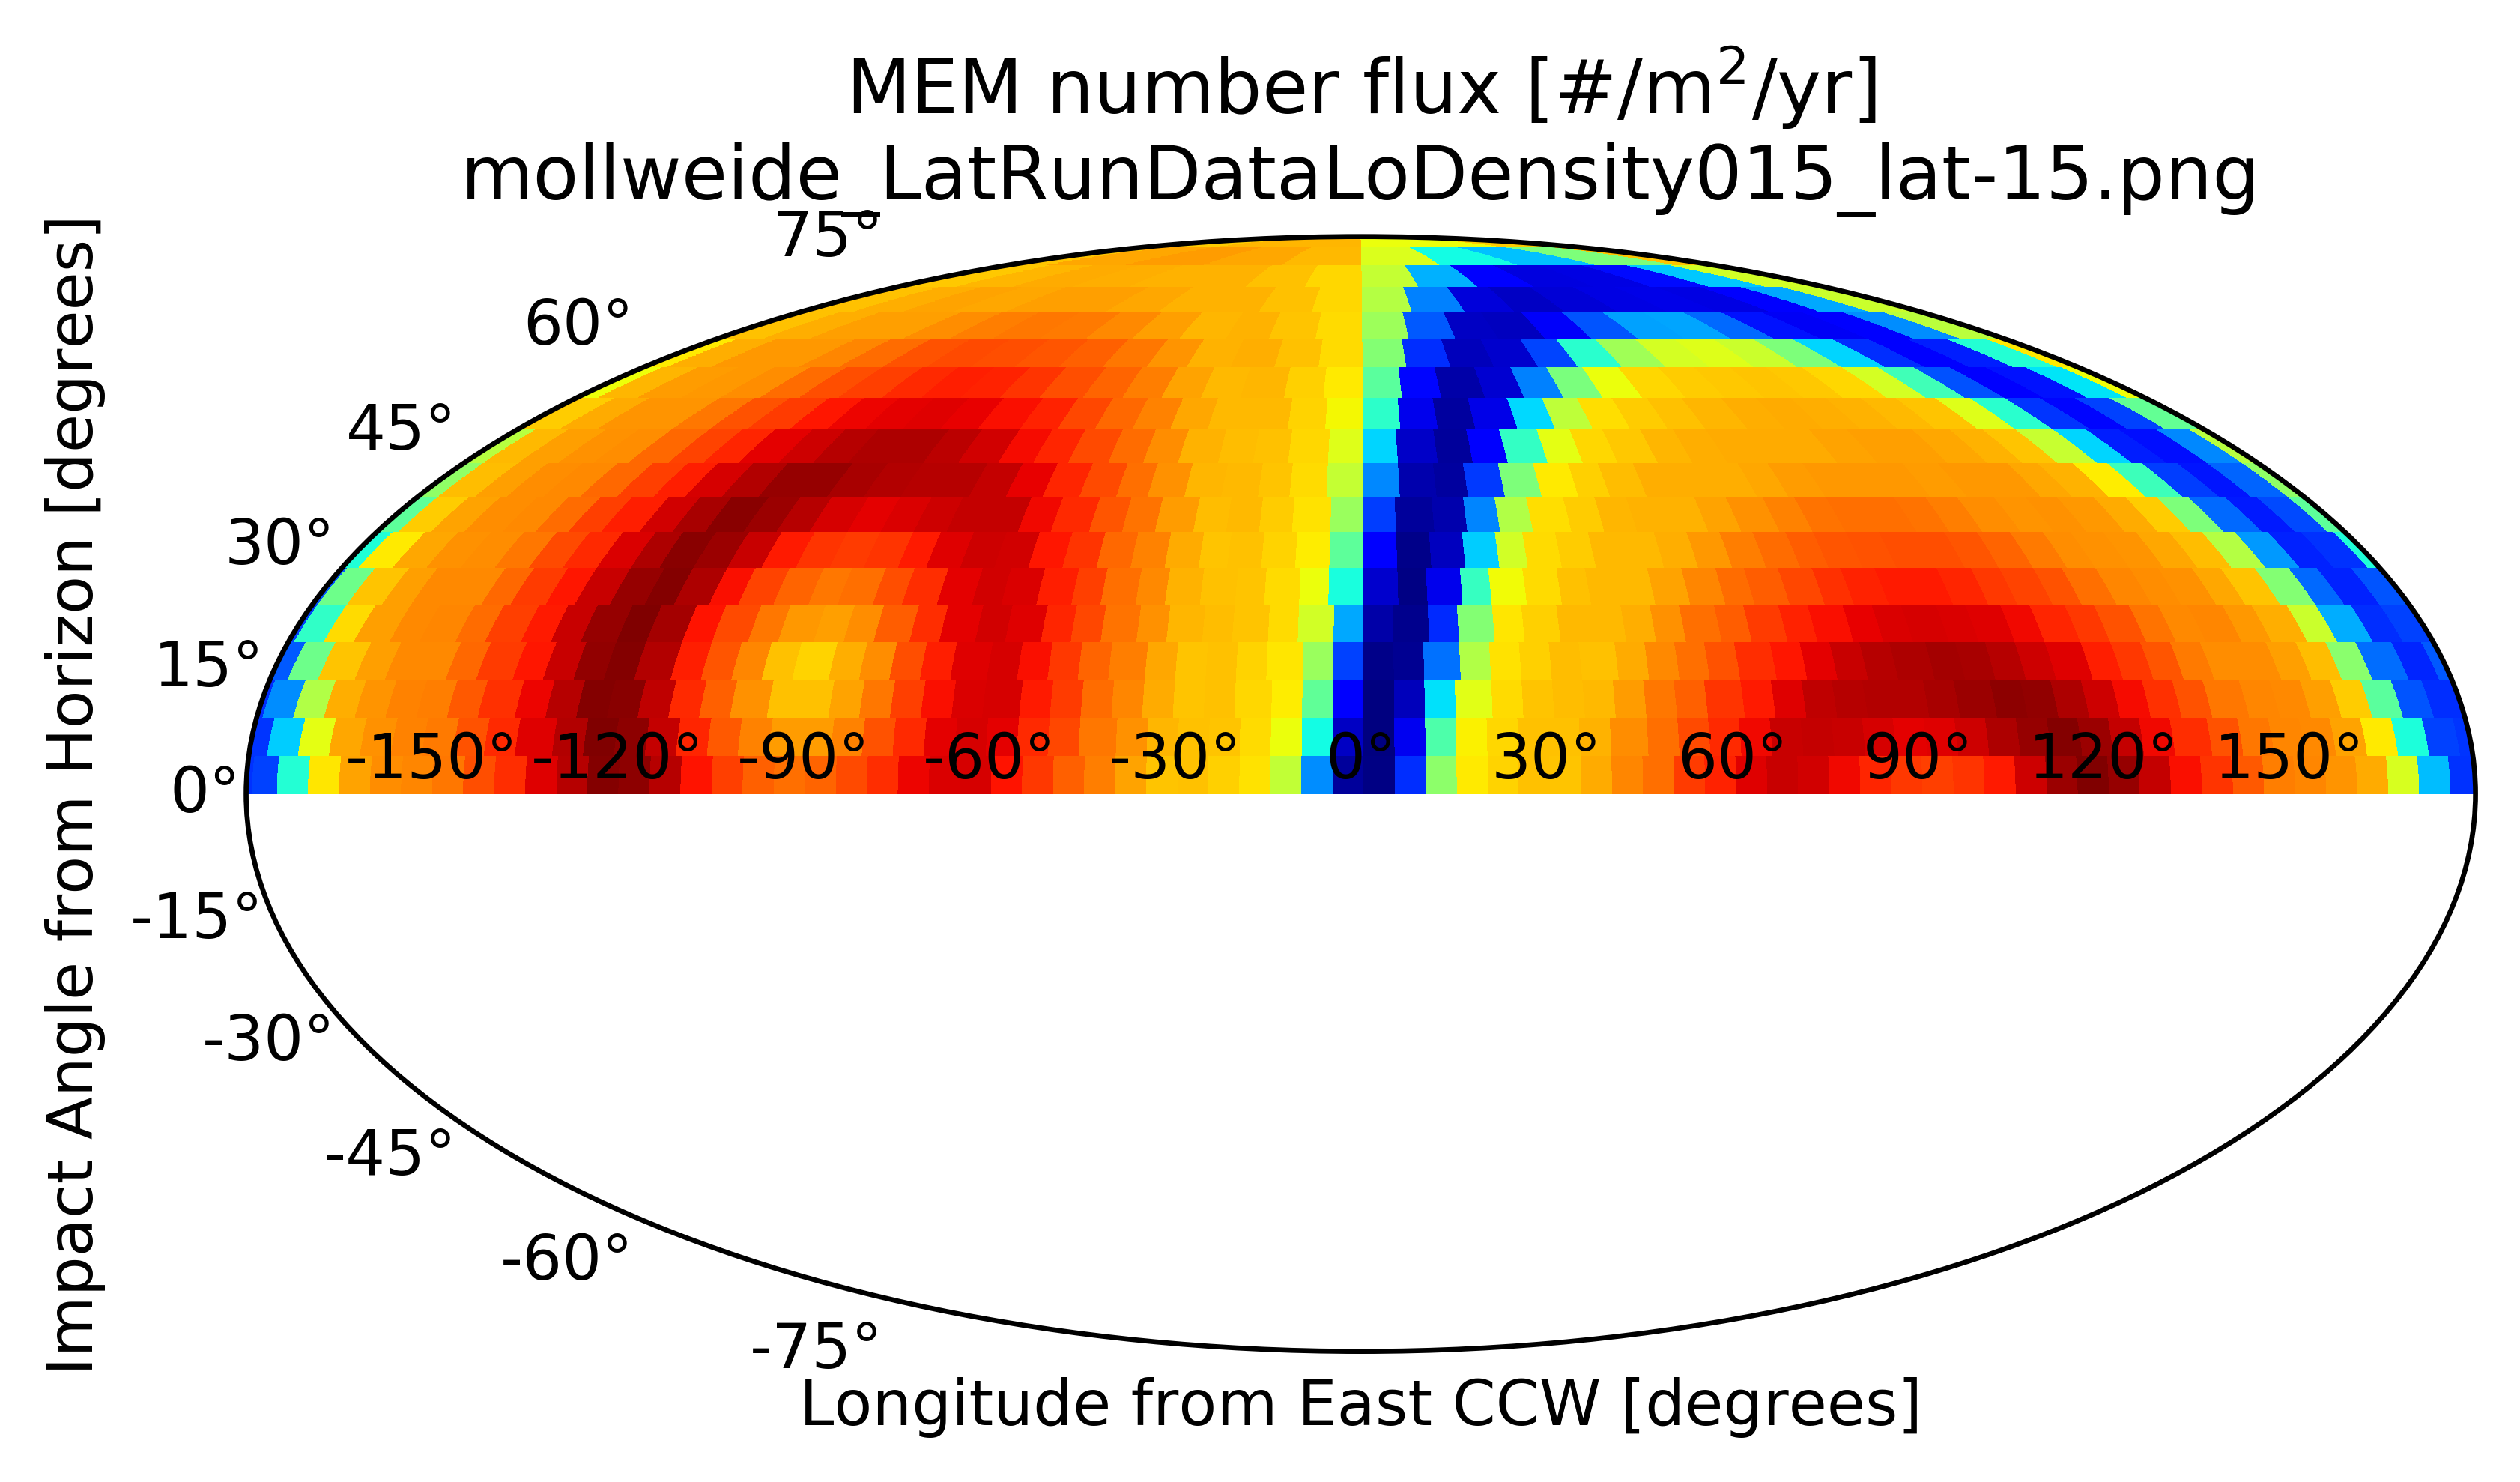 MEM number flux [#/m²/yr]
mollweide_LatRunDataLoDensity015_lat-15.png
Impact Angle from Horizon [degrees]
75°
60°
45°
30°
15°
0°
-15°
-30°
-45°
-60°
-75°
-150° -120° -90° -60° -30° 0° 30° 60° 90° 120° 150°
Longitude from East CCW [degrees]